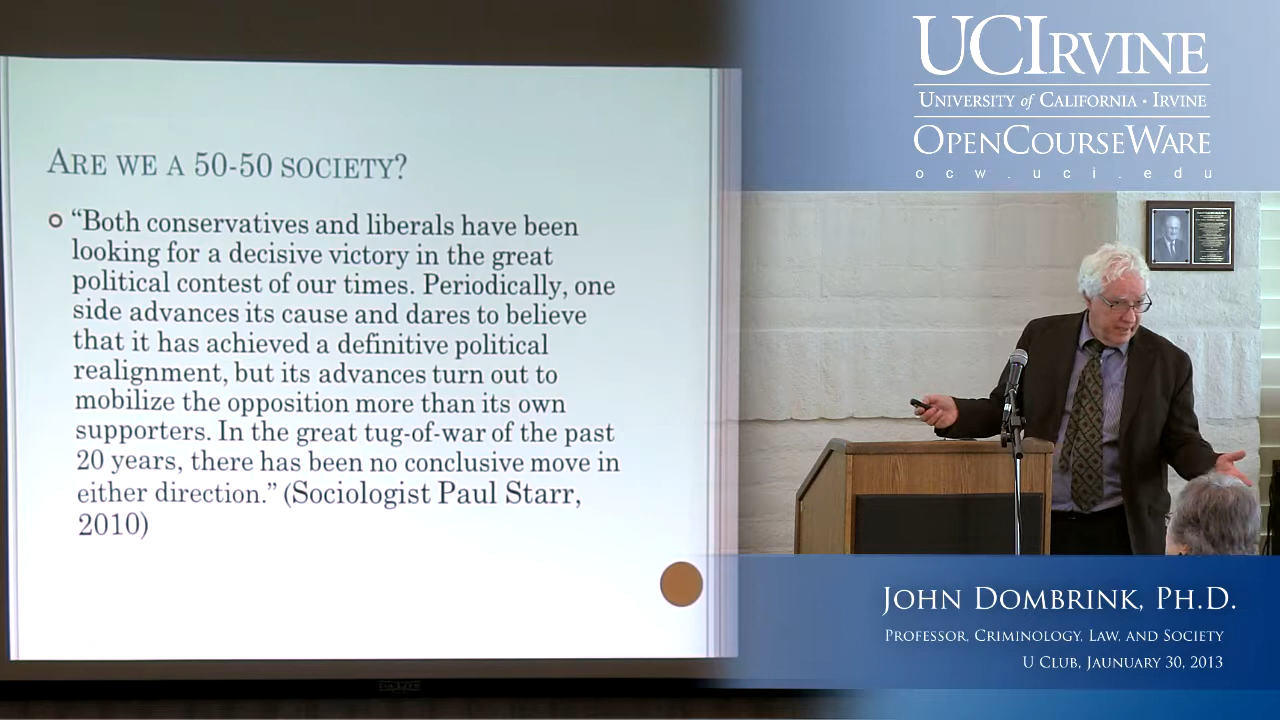 ARE WE A 50-50 SOCIETY?
“Both conservatives and liberals have been
looking for a decisive victory in the great
political contest of our times. Periodically, one
side advances its cause and dares to believe
that it has achieved a definitive political
realignment, but its advances turn out to
mobilize the opposition more than its own
supporters. In the great tug-of-war of the past
20 years, there has been no conclusive move in
either direction.” (Sociologist Paul Starr,
2010)
UCIRVINE
UNIVERSITY of CALIFORNIA · IRVINE
OPENCOURSEWARE
ocw.uci.edu
JOHN DOMBRINK, PH.D.
PROFESSOR, CRIMINOLOGY, LAW, AND SOCIETY
U CLUB, JAUNUARY 30, 2013